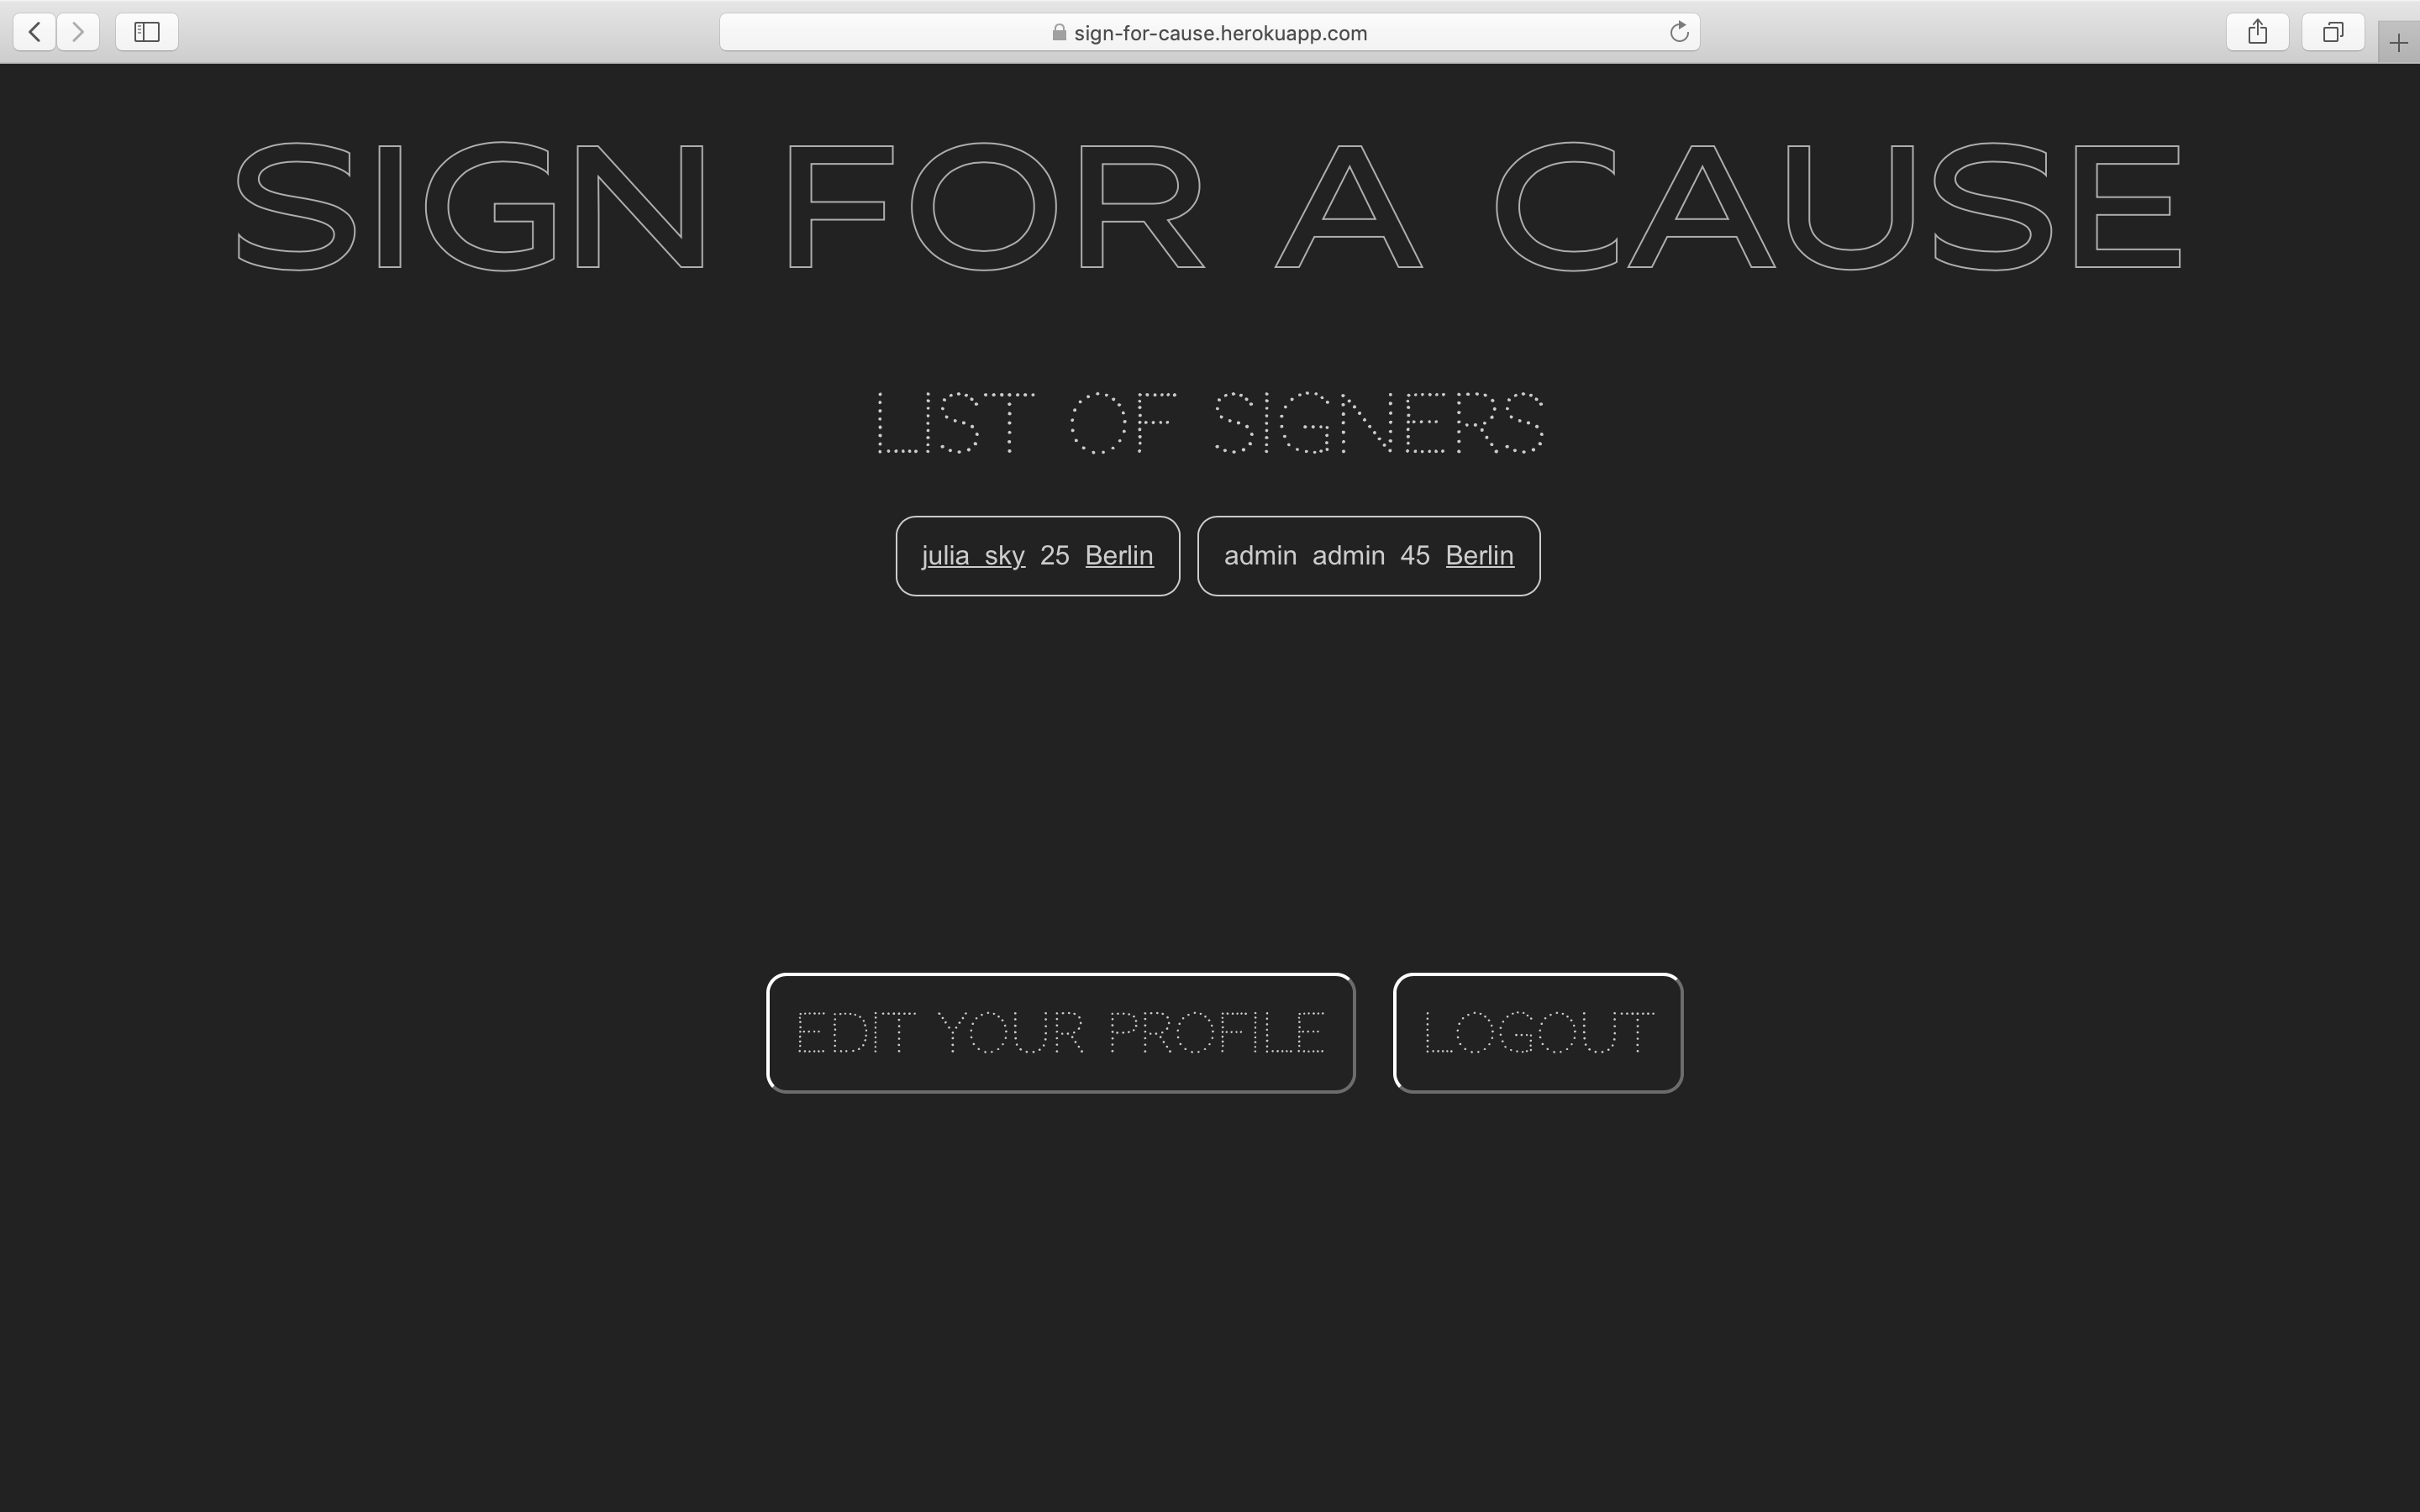 sign-for-cause.herokuapp.com
SIGN FOR A CAUSE
LIST OF SIGNERS
julia sky 25 Berlin
admin admin 45 Berlin
EDIT YOUR PROFILE
LOGOUT